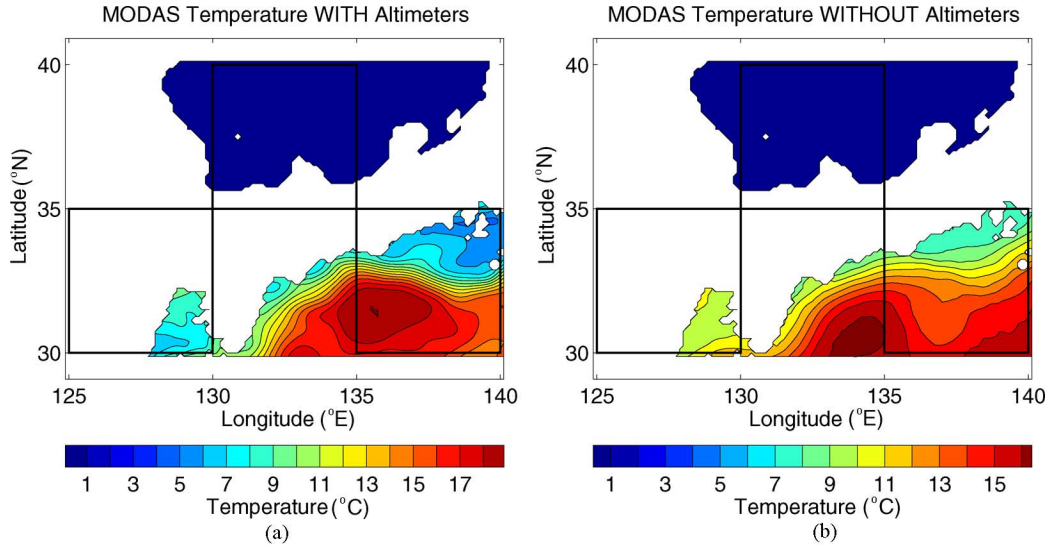 MODAS Temperature WITH Altimeters
40
35
30
Latitude (°N)
125 130 135 140
Longitude (°E)
1 3 5 7 9 11 13 15 17
Temperature (°C)
(a)
MODAS Temperature WITHOUT Altimeters
40
35
30
Latitude (°N)
125 130 135 140
Longitude (°E)
1 3 5 7 9 11 13 15
Temperature (°C)
(b)